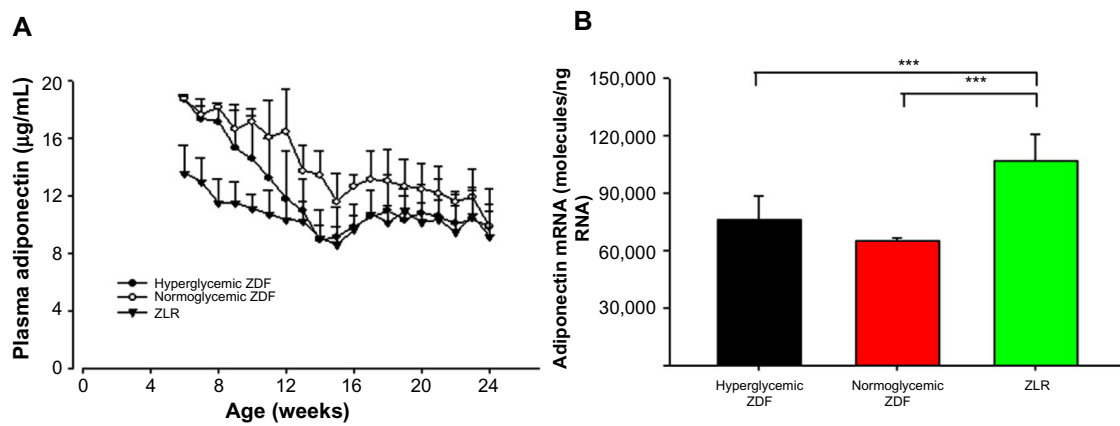 A
Plasma adiponectin (μg/mL)
20
16
12
8
4
0
Hyperglycemic ZDF
Normoglycemic ZDF
ZLR
0 4 8 12 16 20 24
Age (weeks)
B
Adiponectin mRNA (molecules/ng
RNA)
150,000
120,000
90,000
60,000
30,000
***
***
Hyperglycemic
ZDF
Normoglycemic
ZDF
ZLR